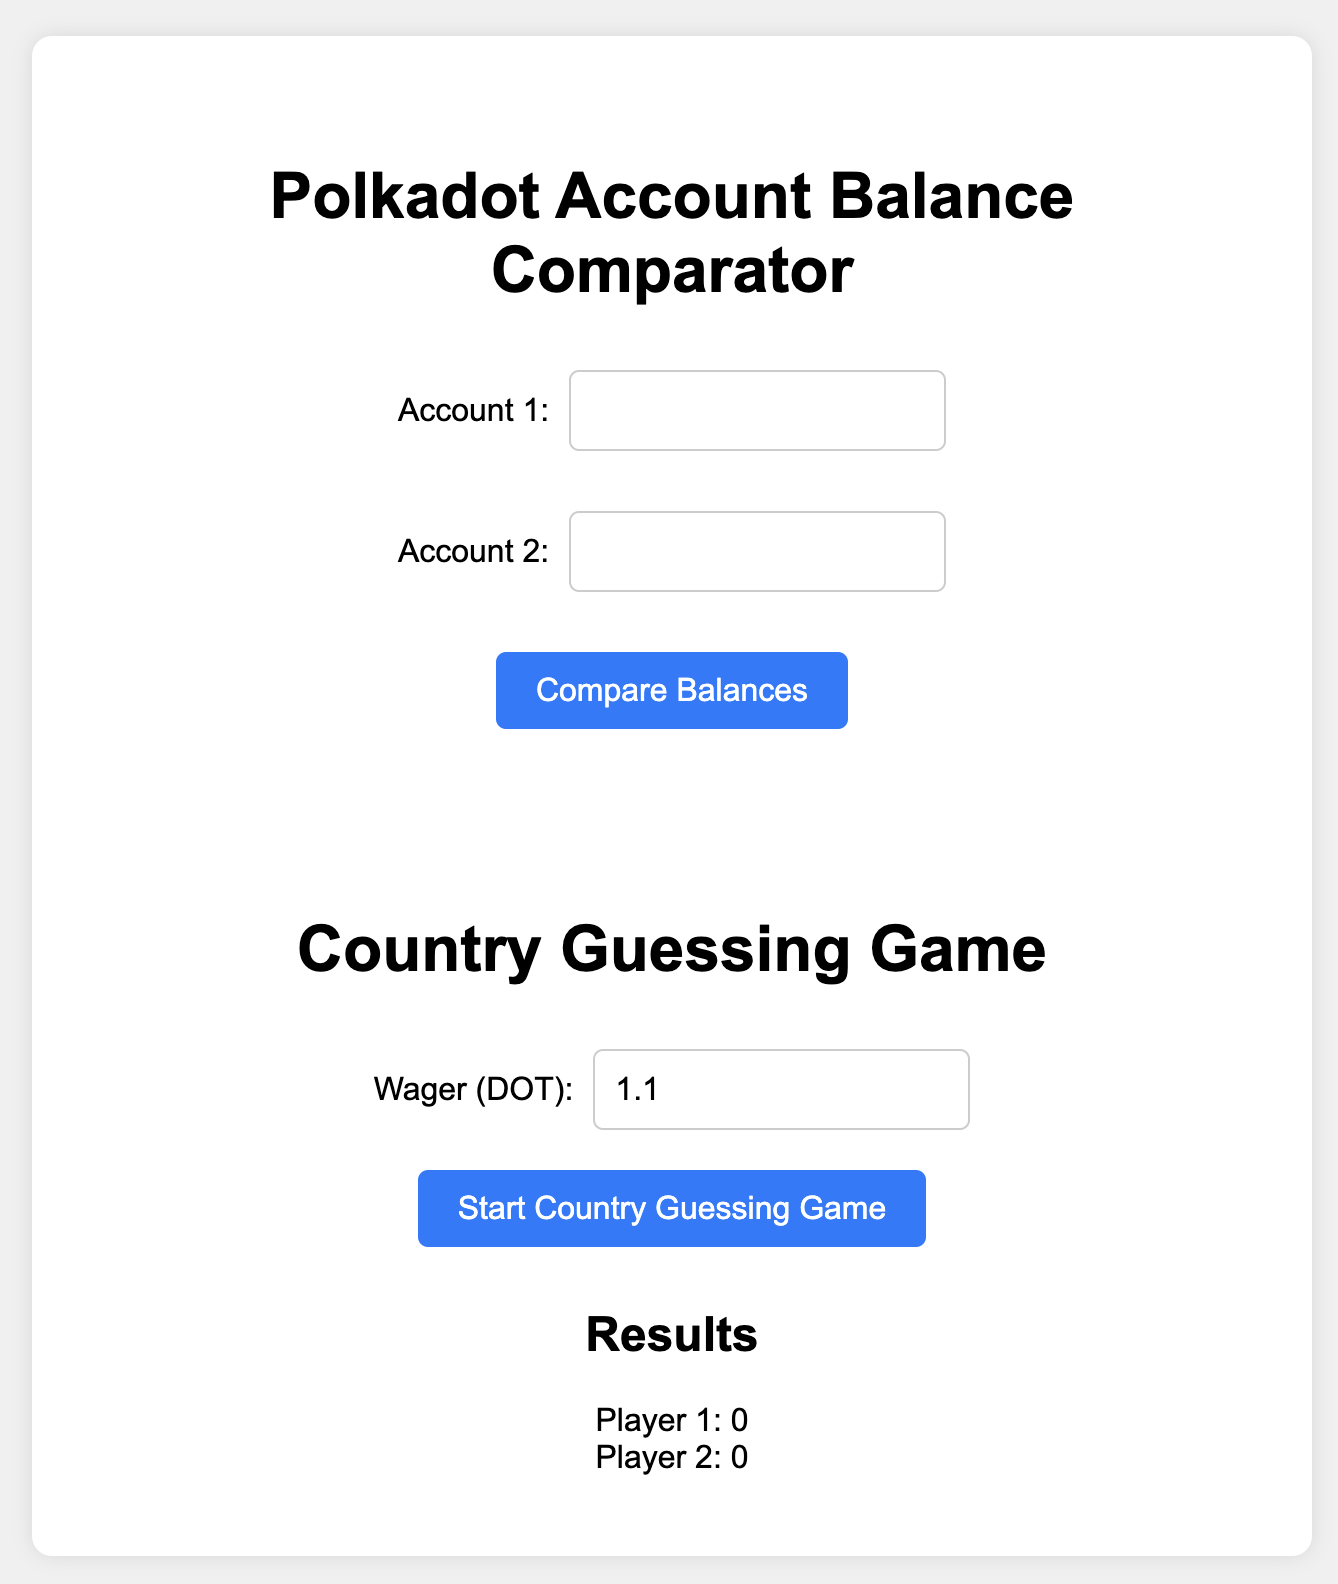 Polkadot Account Balance
Comparator
Account 1:
Account 2:
Compare Balances
Country Guessing Game
Wager (DOT): 1.1
Start Country Guessing Game
Results
Player 1: 0
Player 2: 0